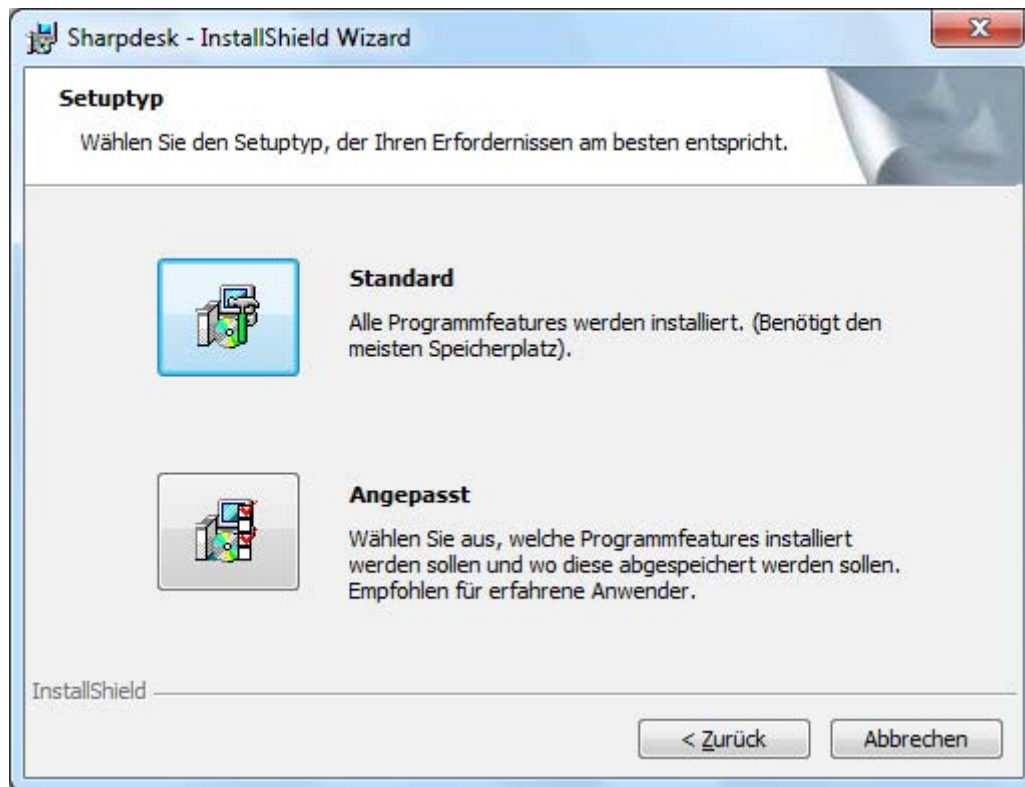 Sharpdesk - InstallShield Wizard
Setuptyp
Wählen Sie den Setuptyp, der Ihren Erfordernissen am besten entspricht.
Standard
Alle Programmfeatures werden installiert. (Benötigt den
meisten Speicherplatz).
Angepasst
Wählen Sie aus, welche Programmfeatures installiert
werden sollen und wo diese abgespeichert werden sollen.
Empfohlen für erfahrene Anwender.
InstallShield
< Zurück
Abbrechen